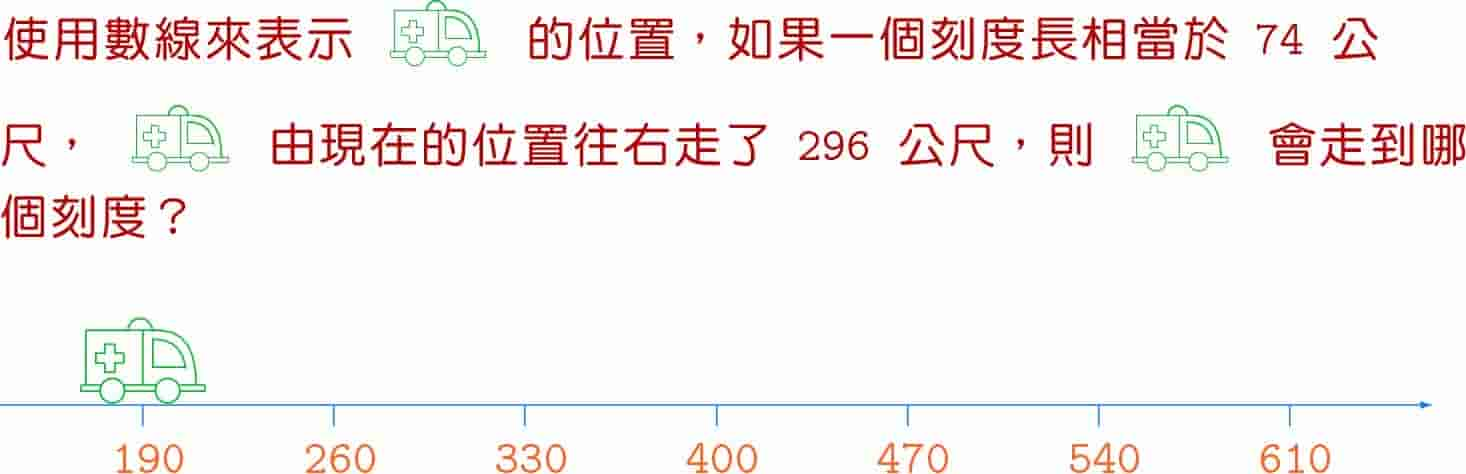 使用數線來表示 的位置，如果一個刻度長相當於 74 公
尺， 由現在的位置往右走了 296 公尺，則 會走到哪
個刻度？
190 260 330 400 470 540 610